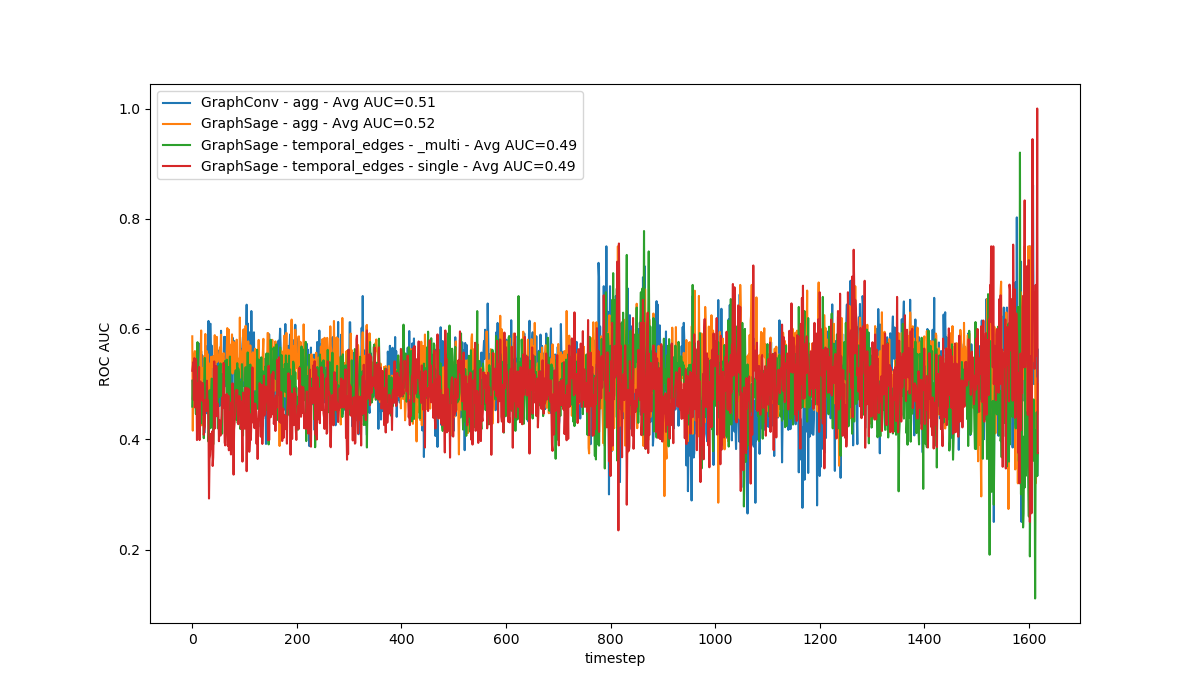 GraphConv - agg - Avg AUC=0.51
GraphSage - agg - Avg AUC=0.52
GraphSage - temporal_edges - _multi - Avg AUC=0.49
GraphSage - temporal_edges - single - Avg AUC=0.49
1.0
0.8
0.6
0.4
0.2
ROC AUC
0 200 400 600 800 1000 1200 1400 1600
timestep